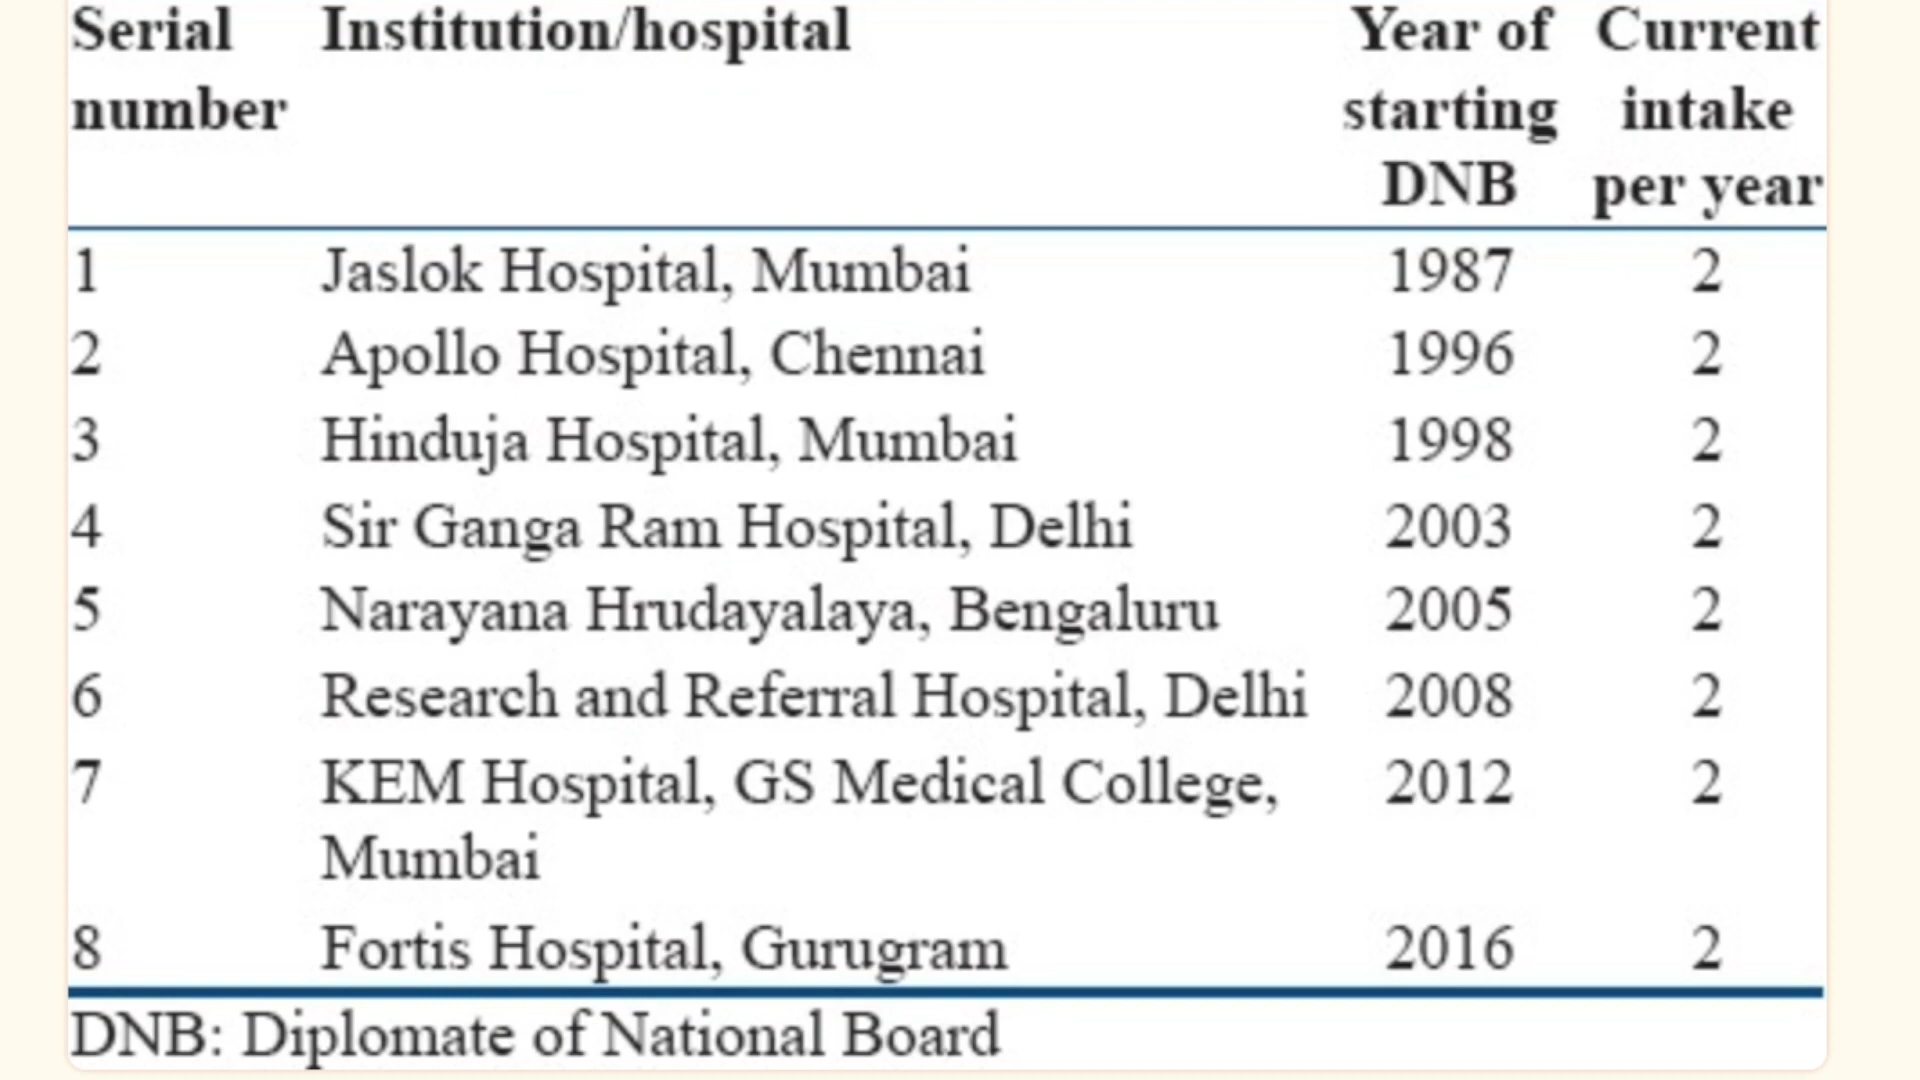 Serial number Institution/hospital Year of starting DNB Current intake per year
1 Jaslok Hospital, Mumbai 1987 2
2 Apollo Hospital, Chennai 1996 2
3 Hinduja Hospital, Mumbai 1998 2
4 Sir Ganga Ram Hospital, Delhi 2003 2
5 Narayana Hrudayalaya, Bengaluru 2005 2
6 Research and Referral Hospital, Delhi 2008 2
7 KEM Hospital, GS Medical College, 2012 2
Mumbai
8 Fortis Hospital, Gurugram 2016 2
DNB: Diplomate of National Board